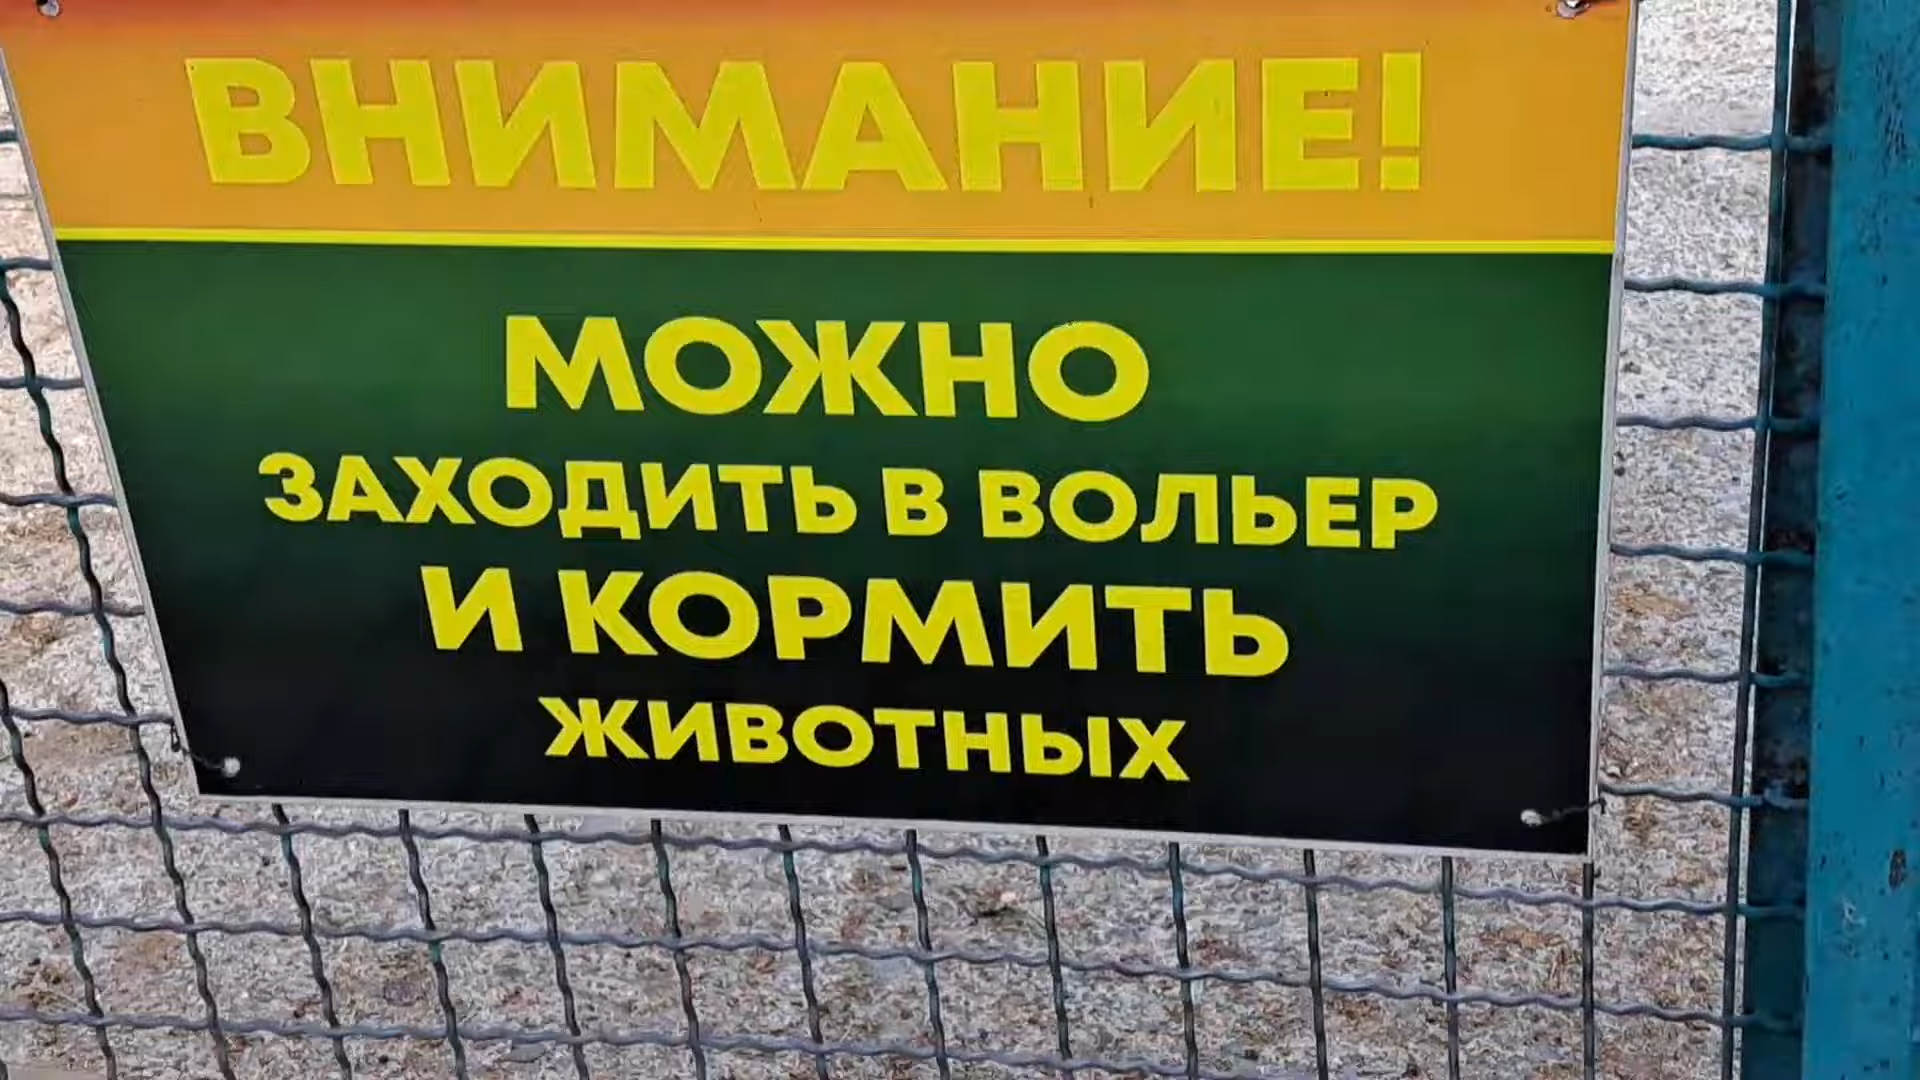 ВНИМАНИЕ!
МОЖНО
ЗАХОДИТЬ В ВОЛЬЕР
И КОРМИТЬ
ЖИВОТНЫХ